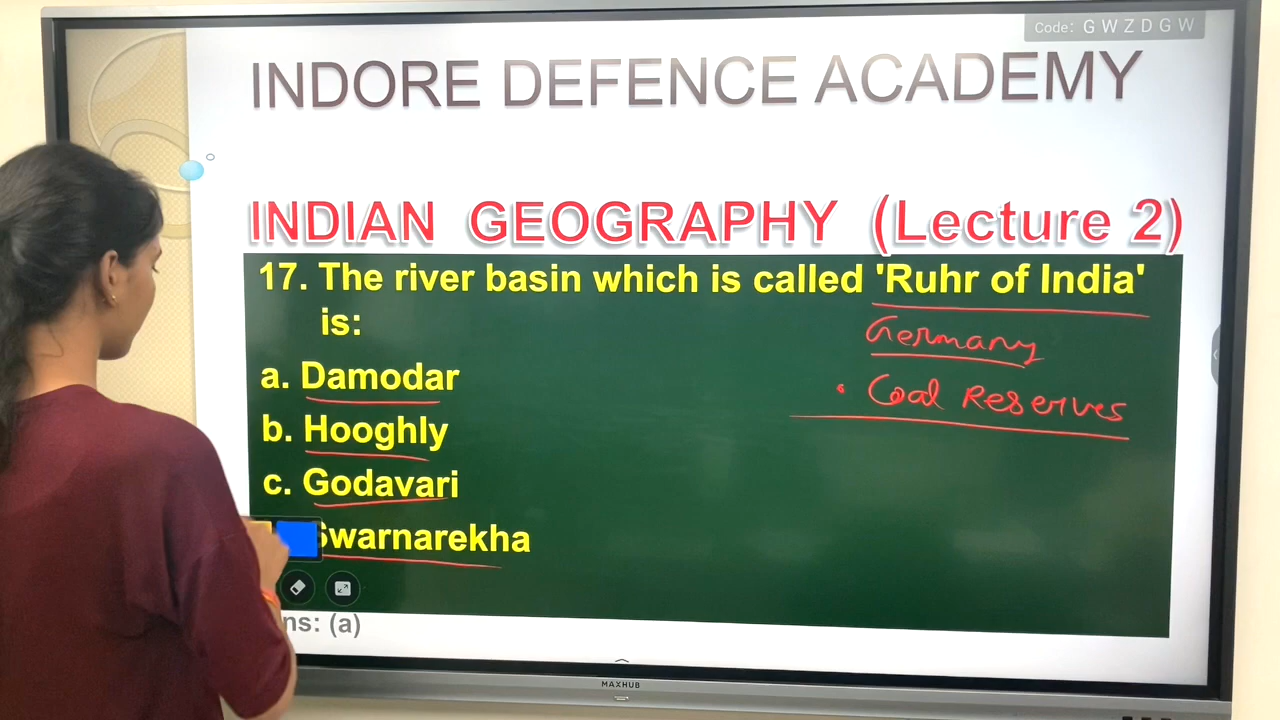 Code: GWZDGW
INDORE DEFENCE ACADEMY
INDIAN GEOGRAPHY (Lecture 2)
17. The river basin which is called 'Ruhr of India'
is:
Germany
a. Damodar
• Coal Reserves
b. Hooghly
c. Godavari
Swarnarekha
ns: (a)
MAXHUB